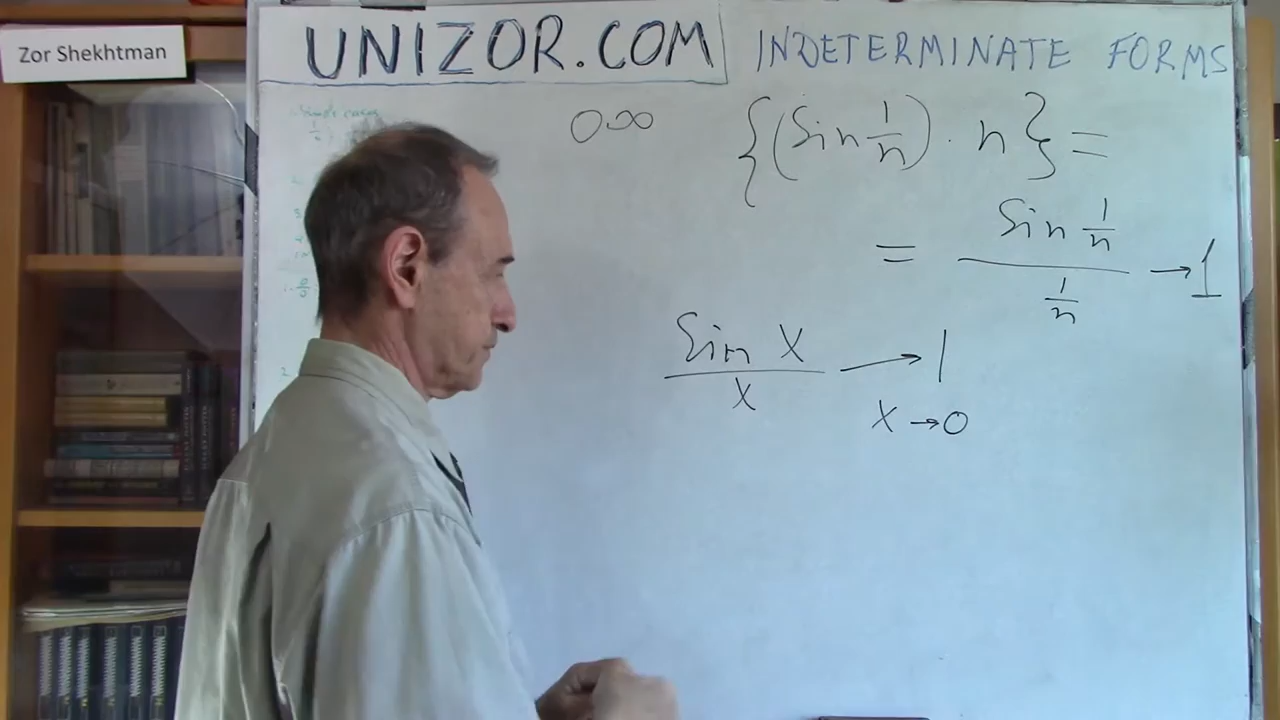 Zor Shekhtman
UNIZOR.COM INDETERMINATE FORMS
0·∞ {(Sin 1/n) · n} =
= Sin 1/n / 1/n → 1
Sin X / X → 1
X → 0